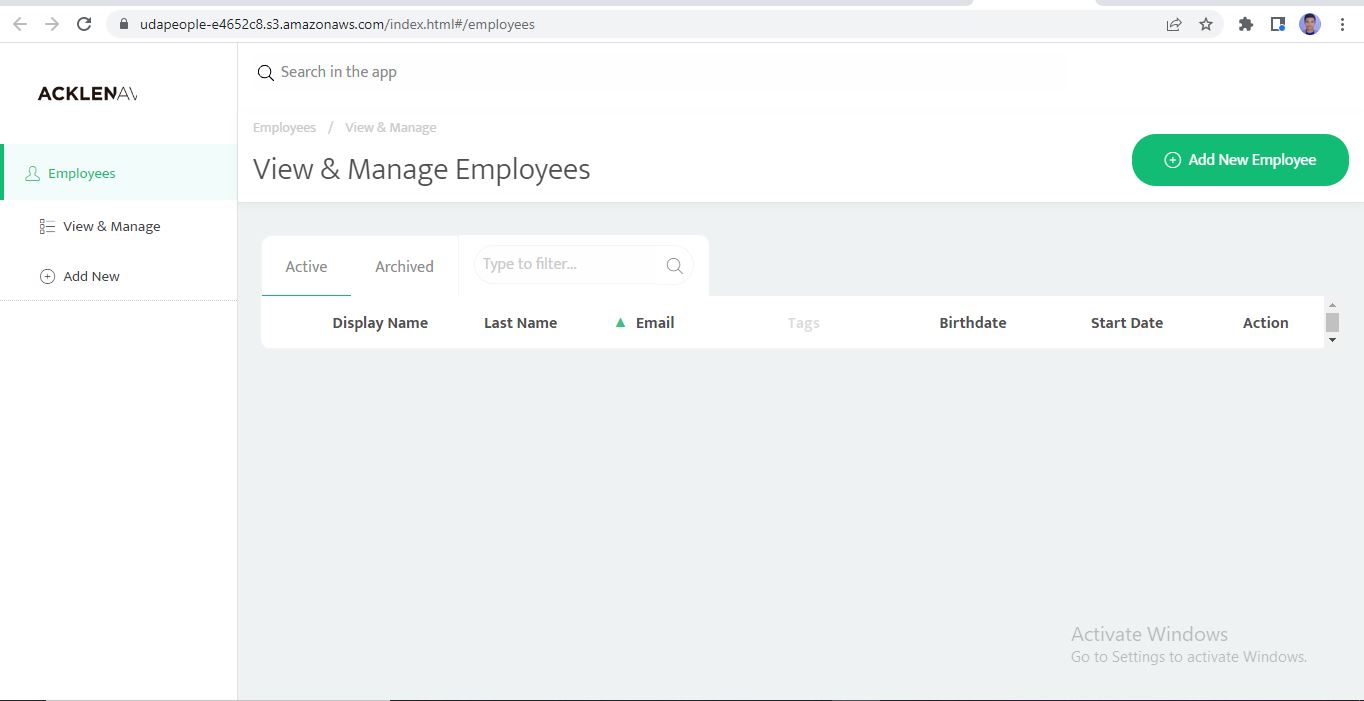 udapeople-e4652c8.s3.amazonaws.com/index.html#/employees
ACKLENAV
Search in the app
Employees / View & Manage
View & Manage Employees
Add New Employee
Employees
View & Manage
Add New
Active Archived Type to filter...
Display Name Last Name Email Tags Birthdate Start Date Action
Activate Windows
Go to Settings to activate Windows.